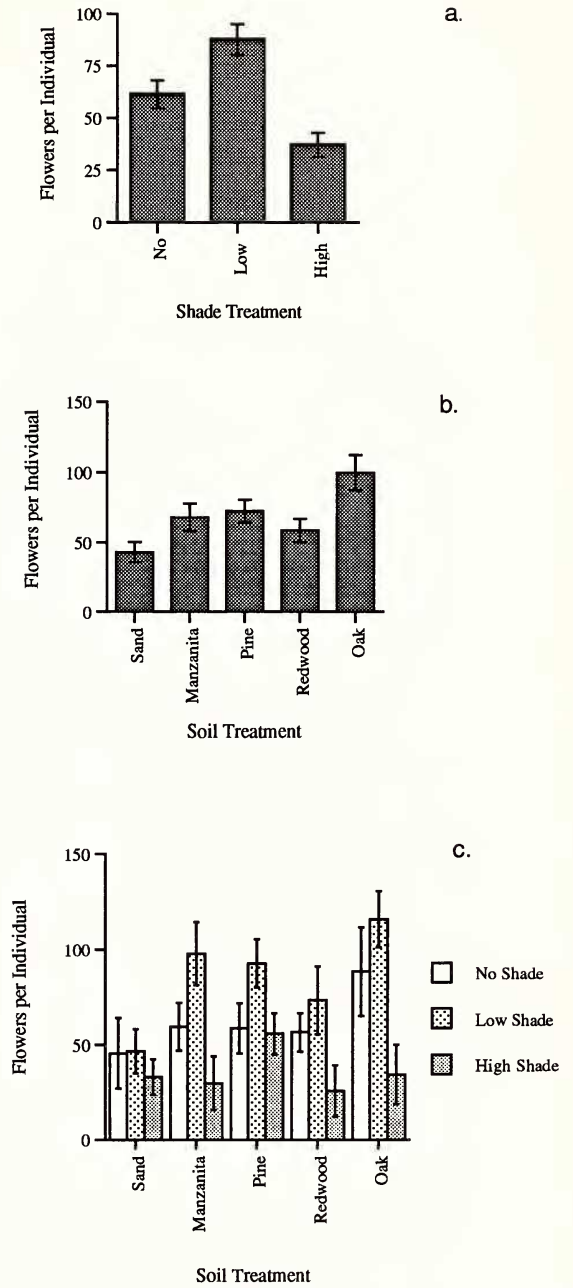 a.
Flowers per Individual
100
75
50
25
0
No
Low
High
Shade Treatment
b.
Flowers per Individual
150
100
50
0
Sand
Manzanita
Pine
Redwood
Oak
Soil Treatment
c.
Flowers per Individual
150
100
50
0
No Shade
Low Shade
High Shade
Sand
Manzanita
Pine
Redwood
Oak
Soil Treatment